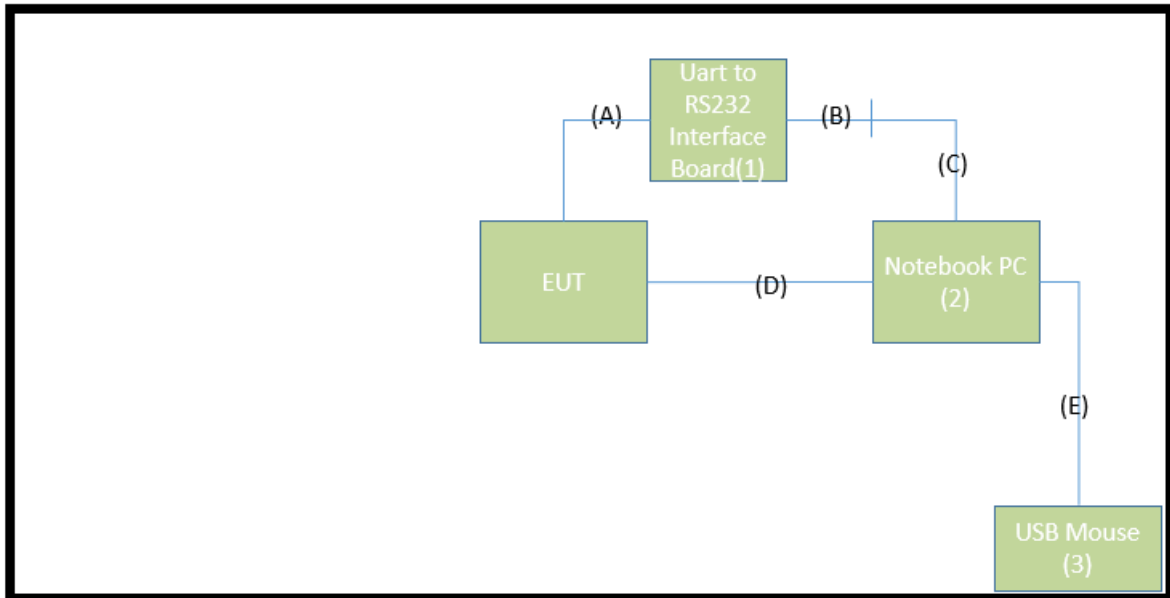 Uart to
RS232
Interface
Board(1)
(A)
(B)
(C)
EUT
(D)
Notebook PC
(2)
(E)
USB Mouse
(3)